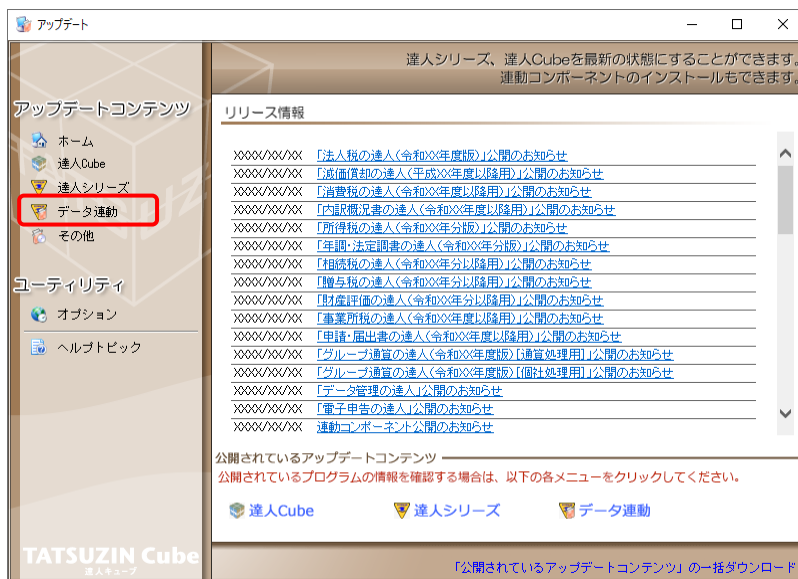 アップデート
達人シリーズ、達人Cubeを最新の状態にすることができます。
連動コンポーネントのインストールもできます。
アップデートコンテンツ
ホーム
達人Cube
達人シリーズ
データ連動
その他
ユーティリティ
オプション
ヘルプトピック
リリース情報
XXXX/XX/XX 「法人税の達人(令和XX年度版)」公開のお知らせ
XXXX/XX/XX 「減価償却の達人(平成XX年度以降用)」公開のお知らせ
XXXX/XX/XX 「消費税の達人(令和XX年度以降用)」公開のお知らせ
XXXX/XX/XX 「内訳概況書の達人(令和XX年度以降用)」公開のお知らせ
XXXX/XX/XX 「所得税の達人(令和XX年分版)」公開のお知らせ
XXXX/XX/XX 「年調・法定調書の達人(令和XX年分版)」公開のお知らせ
XXXX/XX/XX 「相続税の達人(令和XX年分以降用)」公開のお知らせ
XXXX/XX/XX 「贈与税の達人(令和XX年分以降用)」公開のお知らせ
XXXX/XX/XX 「財産評価の達人(令和XX年分以降用)」公開のお知らせ
XXXX/XX/XX 「事業所税の達人(令和XX年度以降用)」公開のお知らせ
XXXX/XX/XX 「申請・届出書の達人(令和XX年度以降用)」公開のお知らせ
XXXX/XX/XX 「グループ通算の達人(令和XX年度版)[通算処理用]」公開のお知らせ
XXXX/XX/XX 「グループ通算の達人(令和XX年度版)[個社処理用]」公開のお知らせ
XXXX/XX/XX 「データ管理の達人」公開のお知らせ
XXXX/XX/XX 「電子申告の達人」公開のお知らせ
XXXX/XX/XX 連動コンポーネント公開のお知らせ
公開されているアップデートコンテンツ
公開されているプログラムの情報を確認する場合は、以下の各メニューをクリックしてください。
達人Cube 達人シリーズ データ連動
TATSUZIN Cube
達人キューブ
「公開されているアップデートコンテンツ」の一括ダウンロード